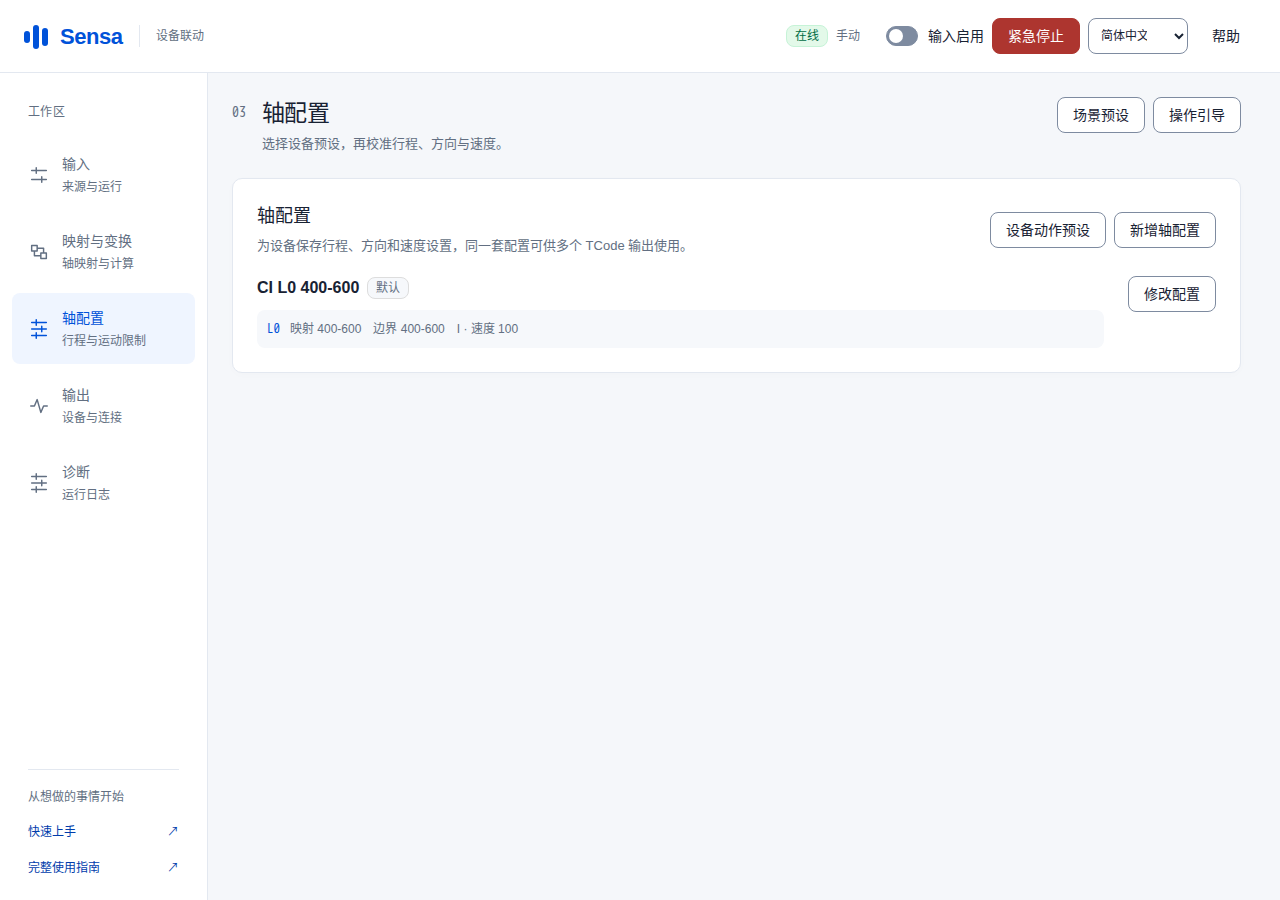 Sensa
设备联动
在线
手动
输入启用
紧急停止
简体中文
帮助
工作区
输入
来源与运行
映射与变换
轴映射与计算
轴配置
行程与运动限制
输出
设备与连接
诊断
运行日志
从想做的事情开始
快速上手 ↗
完整使用指南 ↗
03
轴配置
选择设备预设，再校准行程、方向与速度。
场景预设
操作引导
轴配置
为设备保存行程、方向和速度设置，同一套配置可供多个 TCode 输出使用。
设备动作预设
新增轴配置
CI L0 400-600
默认
修改配置
L0 映射 400-600 边界 400-600 I · 速度 100